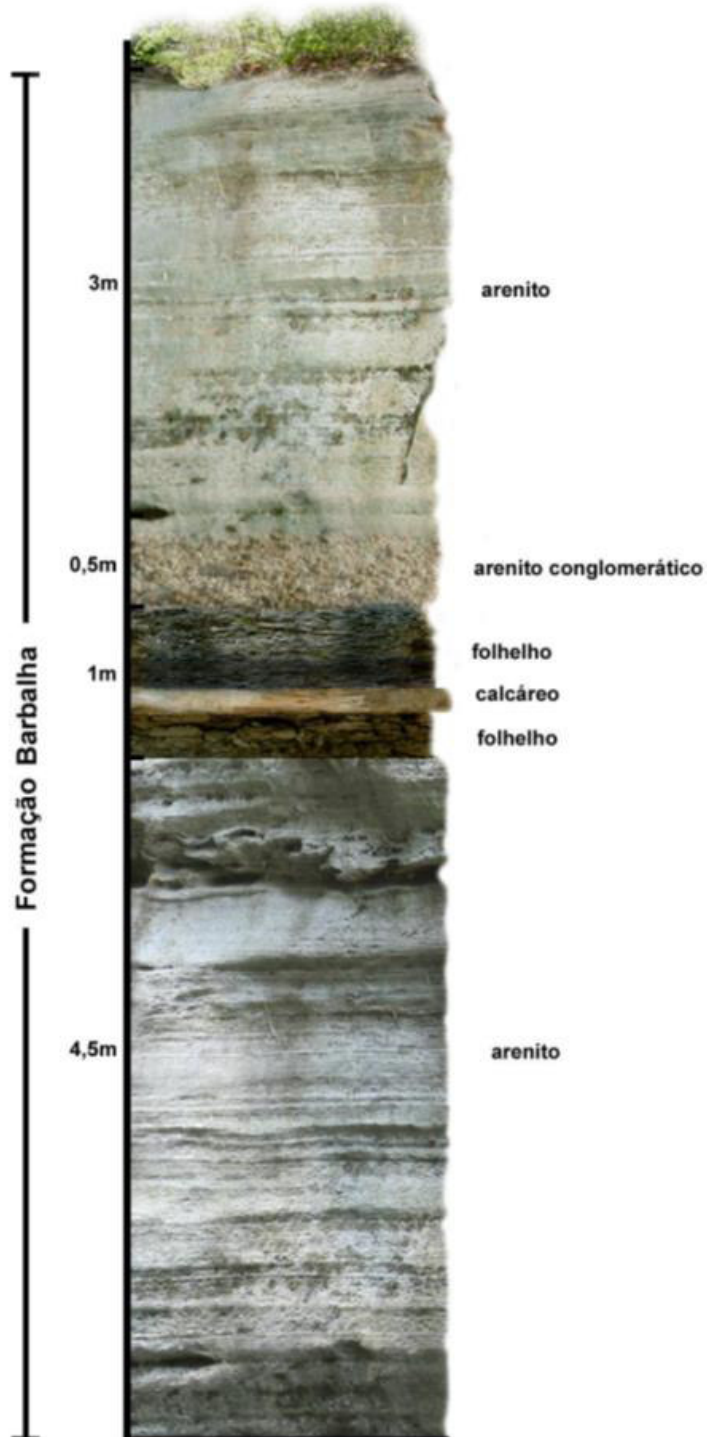 3m
arenito
0,5m
arenito conglomerático
folhelho
1m
calcáreo
folhelho
Formação Barbalha
4,5m
arenito